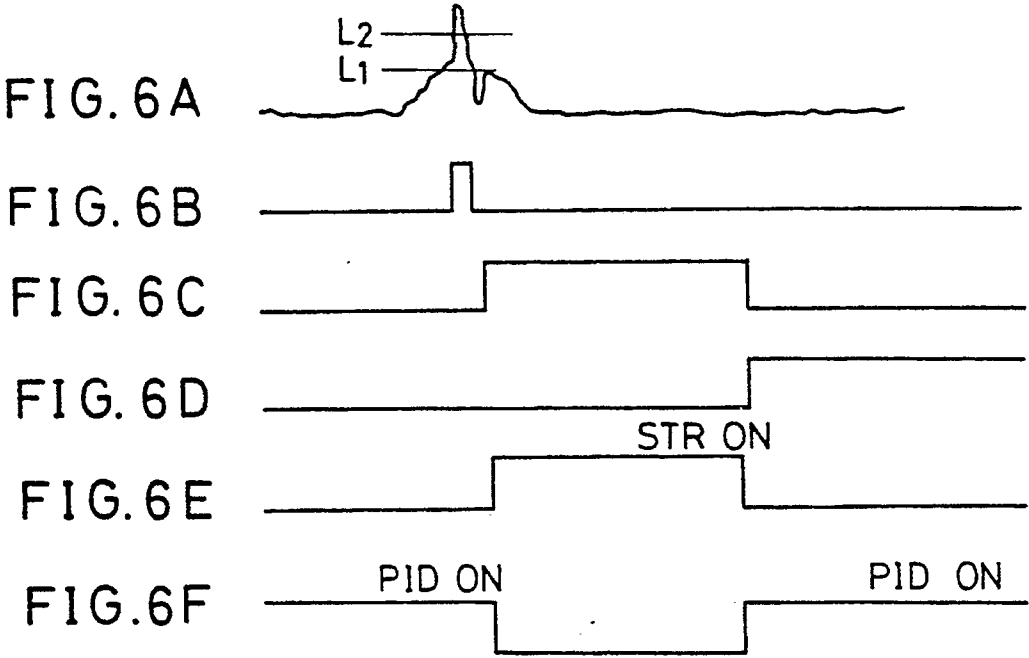 L2
L1
FIG. 6A
FIG. 6B
FIG. 6C
FIG. 6D
STR ON
FIG. 6E
PID ON
PID ON
FIG. 6F